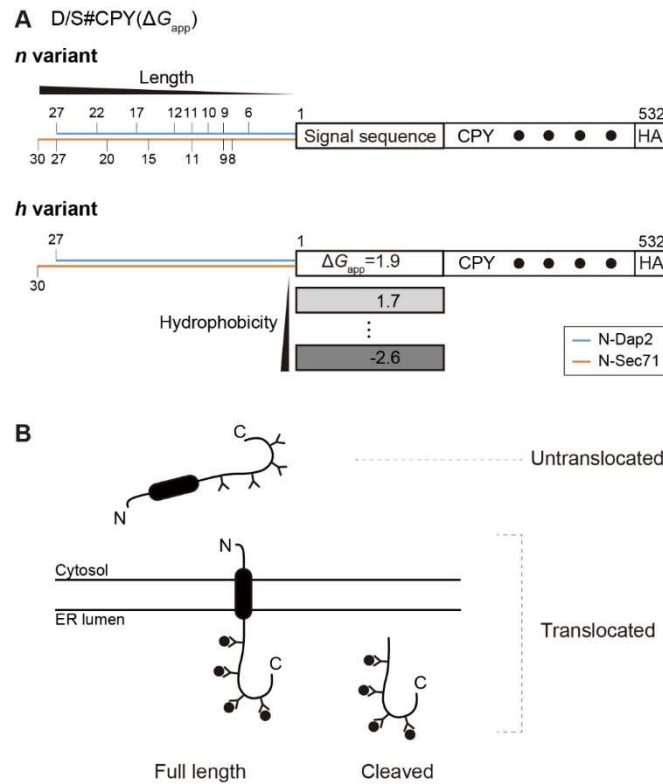 A D/S#CPY(ΔGapp)
n variant
Length
27 22 17 12 11 10 9 6 1 532
Signal sequence CPY HA
30 27 20 15 11 9 8
h variant
27 1 532
ΔGapp=1.9 CPY HA
30
1.7
Hydrophobicity
⋮
-2.6
N-Dap2
N-Sec71
B
C
Untranslocated
N
N
Cytosol
ER lumen
Translocated
C C
Full length Cleaved